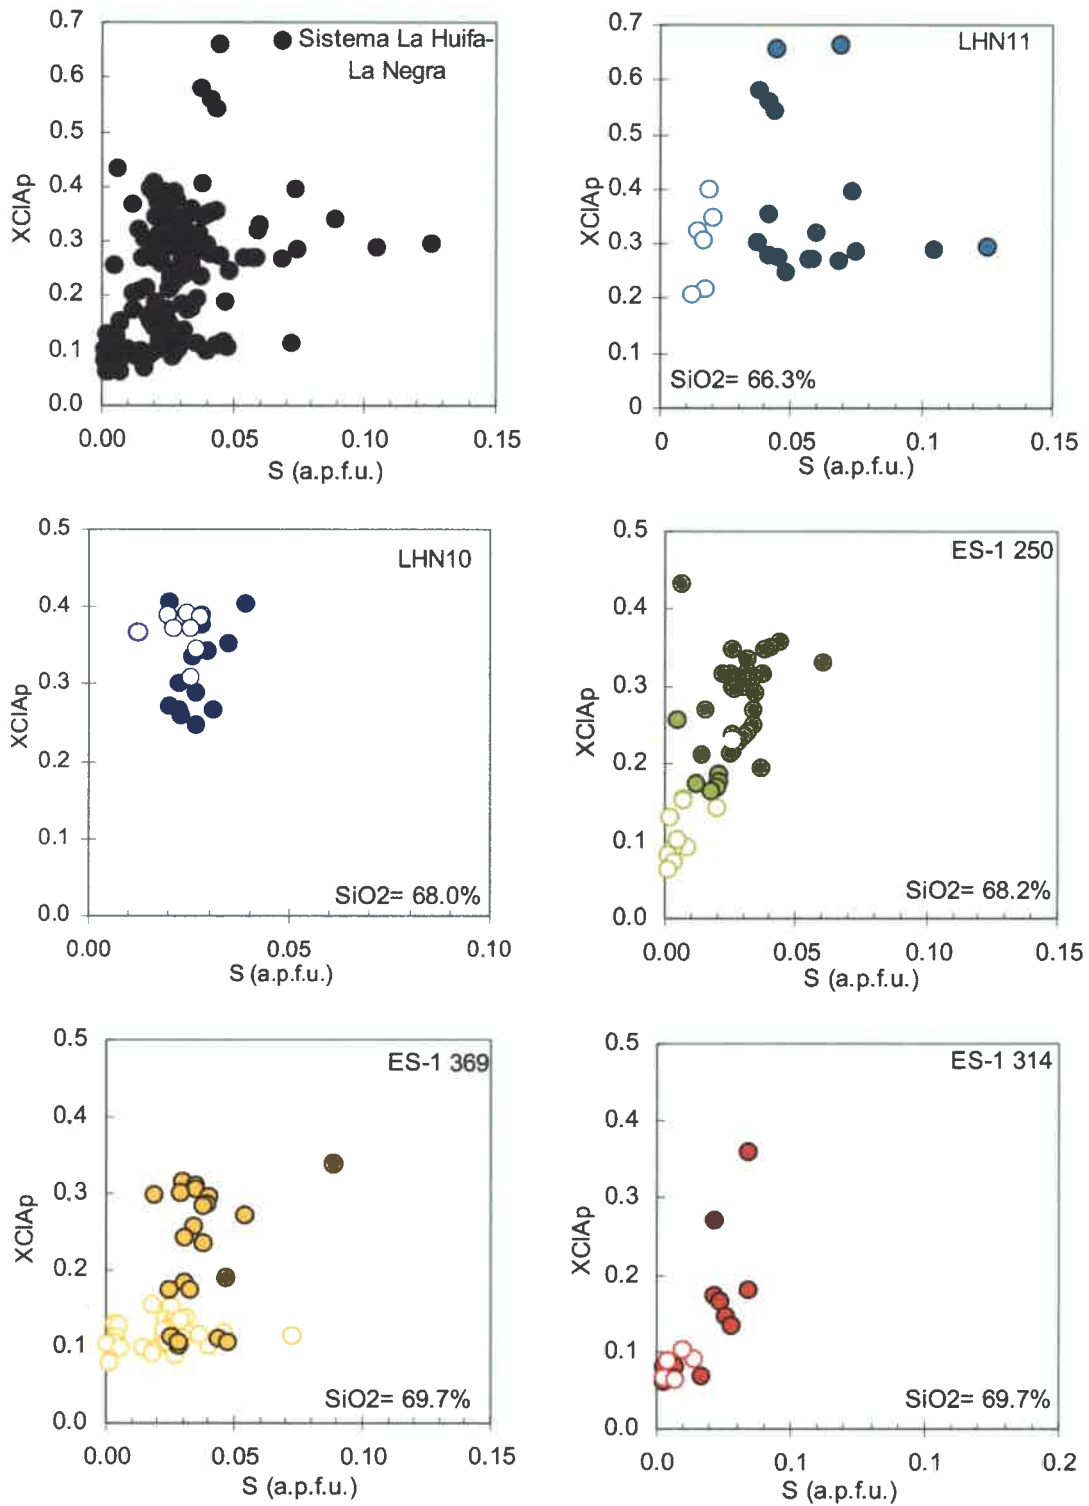 0.7
0.6
0.5
0.4
0.3
0.2
0.1
0.0
XClAp
Sistema La Huifa-
La Negra
0.00 0.05 0.10 0.15
S (a.p.f.u.)
0.7
0.6
0.5
0.4
0.3
0.2
0.1
0
XClAp
LHN11
SiO2= 66.3%
0 0.05 0.1 0.15
S (a.p.f.u.)
0.5
0.4
0.3
0.2
0.1
0.0
XClAp
LHN10
SiO2= 68.0%
0.00 0.05 0.10
S (a.p.f.u.)
0.5
0.4
0.3
0.2
0.1
0.0
XClAp
ES-1 250
SiO2= 68.2%
0.00 0.05 0.10 0.15
S (a.p.f.u.)
0.5
0.4
0.3
0.2
0.1
0.0
XClAp
ES-1 369
SiO2= 69.7%
0.00 0.05 0.10 0.15
S (a.p.f.u.)
0.5
0.4
0.3
0.2
0.1
0.0
XClAp
ES-1 314
SiO2= 69.7%
0.0 0.1 0.1 0.2
S (a.p.f.u.)